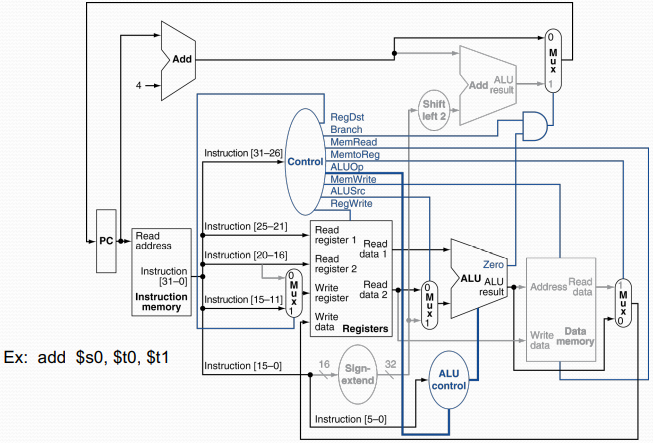 Add
4
0
M
u
x
1
Add
ALU
result
Shift
left 2
RegDst
Branch
MemRead
MemtoReg
ALUOp
MemWrite
ALUSrc
RegWrite
Control
Instruction [31–26]
Instruction [25–21]
Instruction [20–16]
Instruction [15–11]
PC
Read
address
Instruction
[31–0]
Instruction
memory
0
M
u
x
1
Read
register 1
Read
register 2
Write
register
Write
data
Read
data 1
Read
data 2
Registers
0
M
u
x
1
Zero
ALU
ALU
result
Address
Read
data
Write
data
Data
memory
1
M
u
x
0
Ex: add $s0, $t0, $t1
Instruction [15–0]
16
Sign-
extend
32
ALU
control
Instruction [5–0]